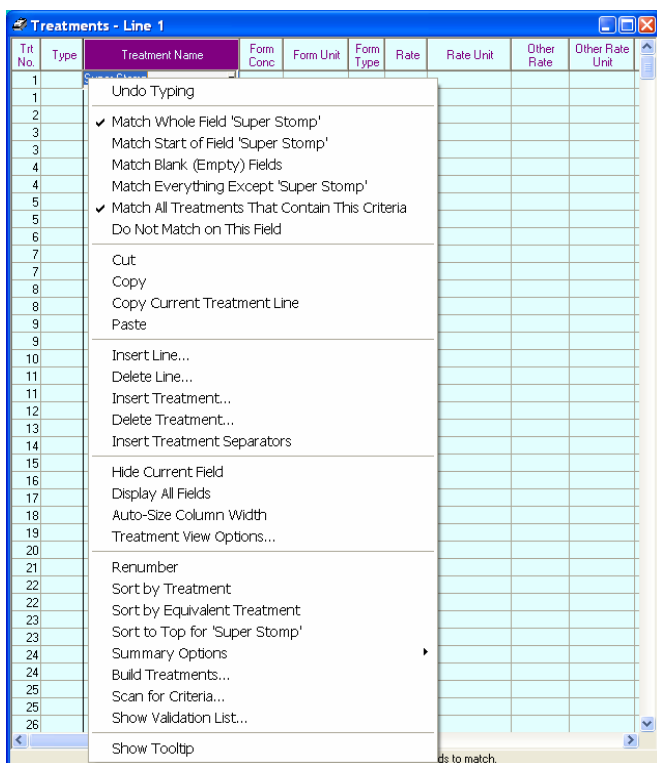 Treatments - Line 1
Trt No. Type Treatment Name Form Conc Form Unit Form Type Rate Rate Unit Other Rate Other Rate Unit
1 Super Stomp
1
2
3
3
4
4
5
5
6
7
7
8
8
9
9
10
11
11
12
13
14
15
16
17
18
19
20
21
22
22
23
23
24
24
25
25
26
Undo Typing
Match Whole Field 'Super Stomp'
Match Start of Field 'Super Stomp'
Match Blank (Empty) Fields
Match Everything Except 'Super Stomp'
Match All Treatments That Contain This Criteria
Do Not Match on This Field
Cut
Copy
Copy Current Treatment Line
Paste
Insert Line...
Delete Line...
Insert Treatment...
Delete Treatment...
Insert Treatment Separators
Hide Current Field
Display All Fields
Auto-Size Column Width
Treatment View Options...
Renumber
Sort by Treatment
Sort by Equivalent Treatment
Sort to Top for 'Super Stomp'
Summary Options
Build Treatments...
Scan for Criteria...
Show Validation List...
Show Tooltip
ds to match.